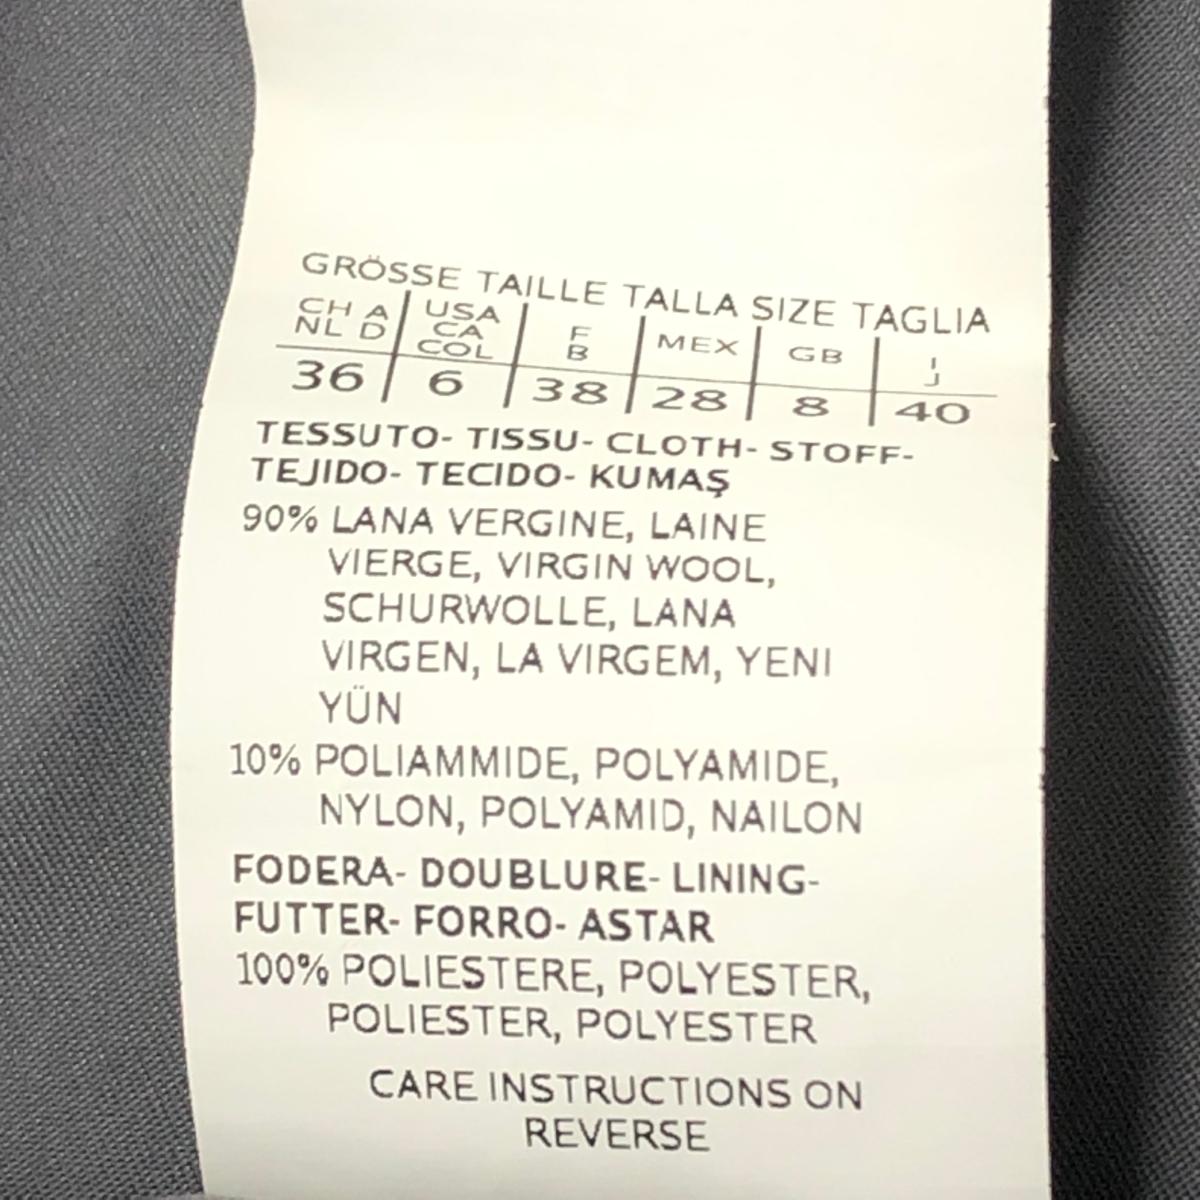 GRÖSSE TAILLE TALLA SIZE TAGLIA
CH A USA
NL D CA F MEX GB I
COL B J
36 6 38 28 8 40
TESSUTO- TISSU- CLOTH- STOFF-
TEJIDO- TECIDO- KUMAŞ
90% LANA VERGINE, LAINE
VIERGE, VIRGIN WOOL,
SCHURWOLLE, LANA
VIRGEN, LA VIRGEM, YENI
YÜN
10% POLIAMMIDE, POLYAMIDE,
NYLON, POLYAMID, NAILON
FODERA- DOUBLURE- LINING-
FUTTER- FORRO- ASTAR
100% POLIESTERE, POLYESTER,
POLIESTER, POLYESTER
CARE INSTRUCTIONS ON
REVERSE